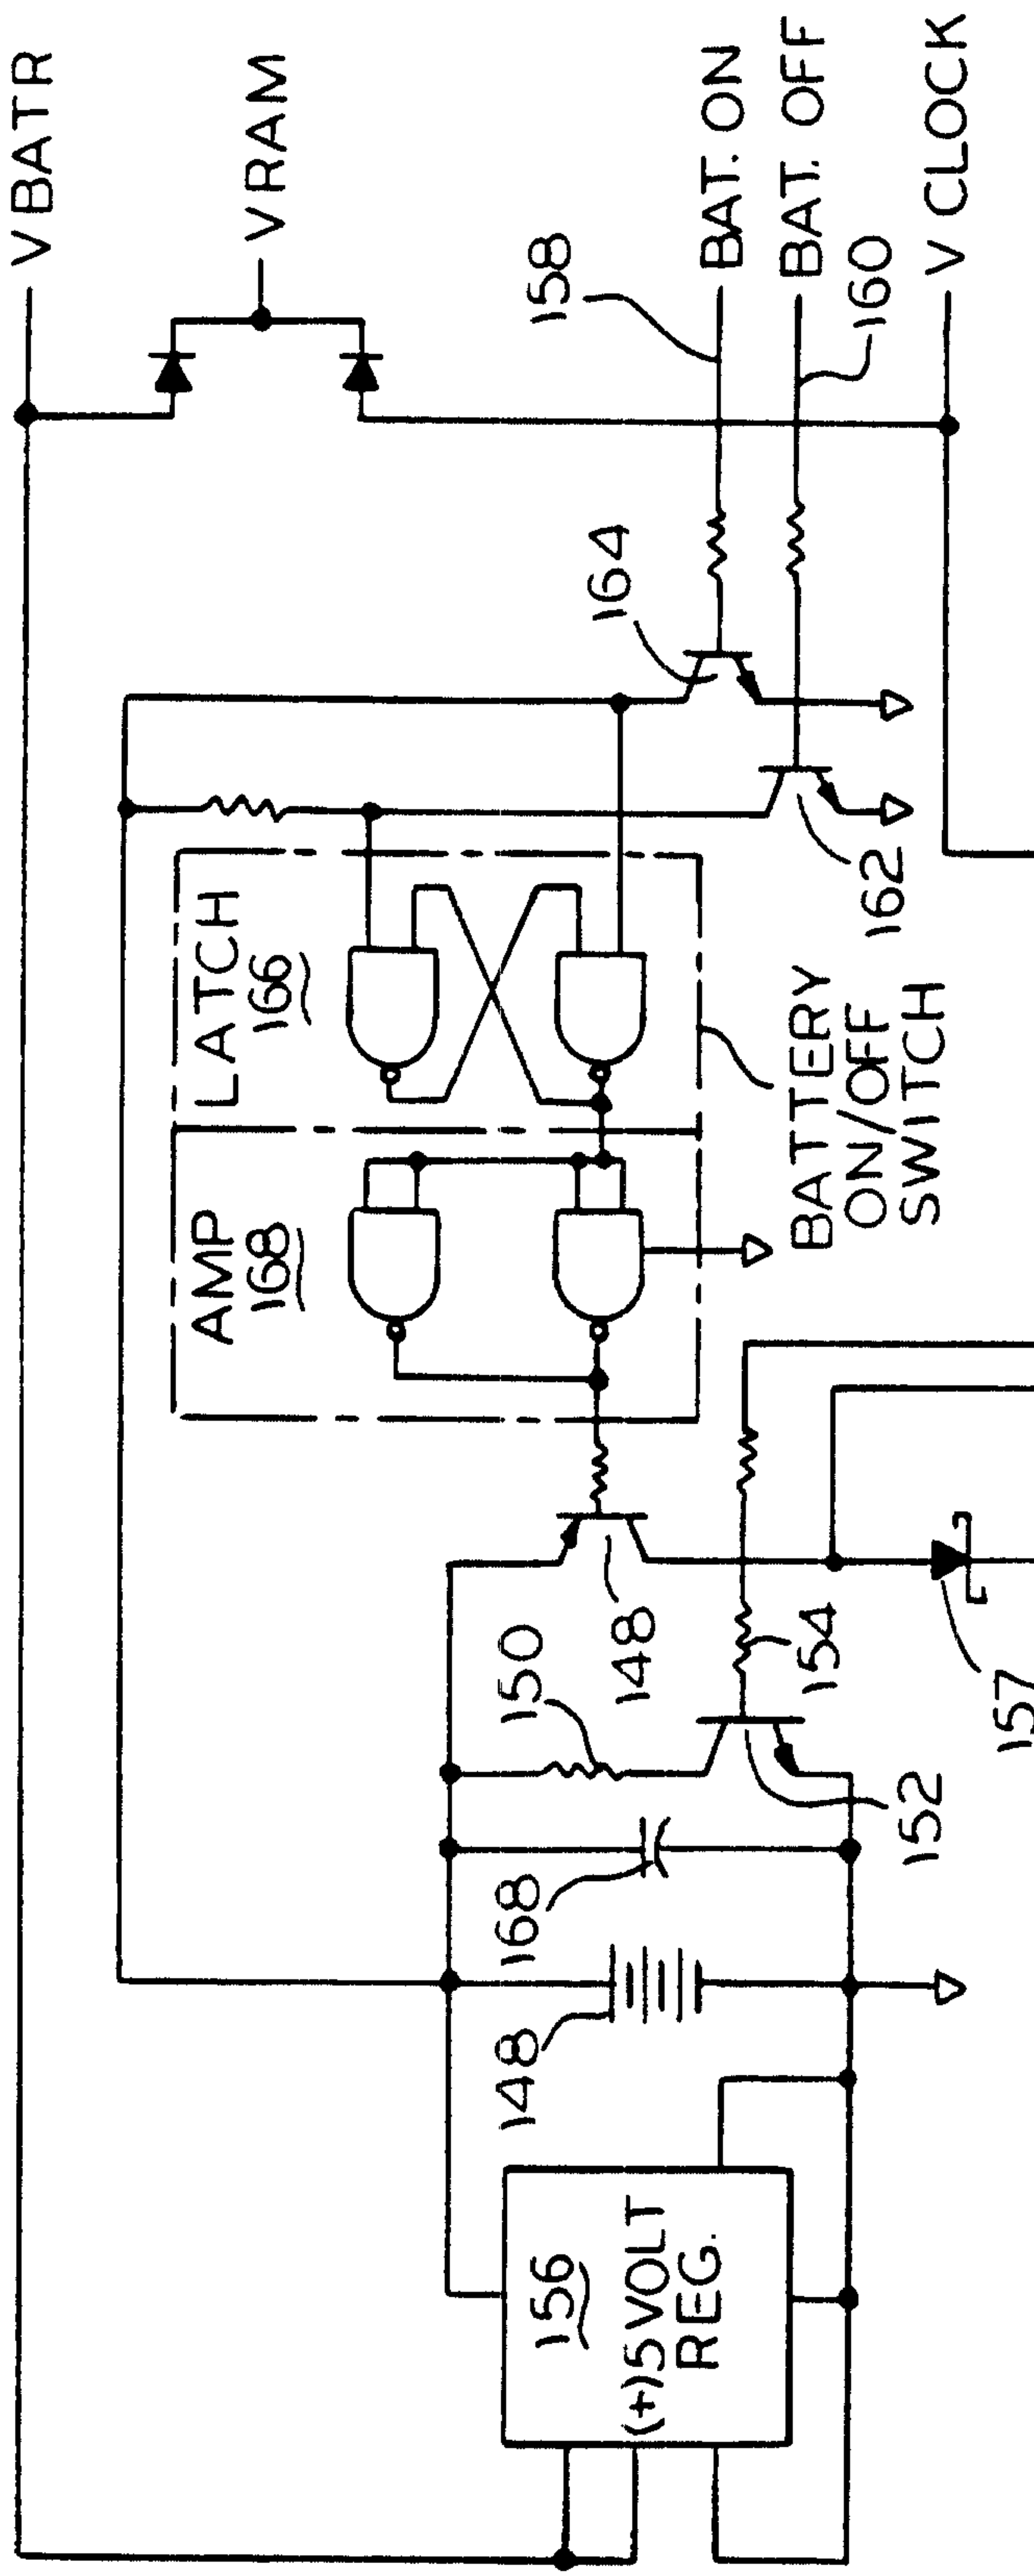 V BATR
V RAM
BAT. ON
BAT. OFF
V CLOCK
158
160
164
162
LATCH
166
AMP
168
BATTERY
ON/OFF
SWITCH
148
150
154
157
152
168
148
156
(+)5 VOLT
REG.